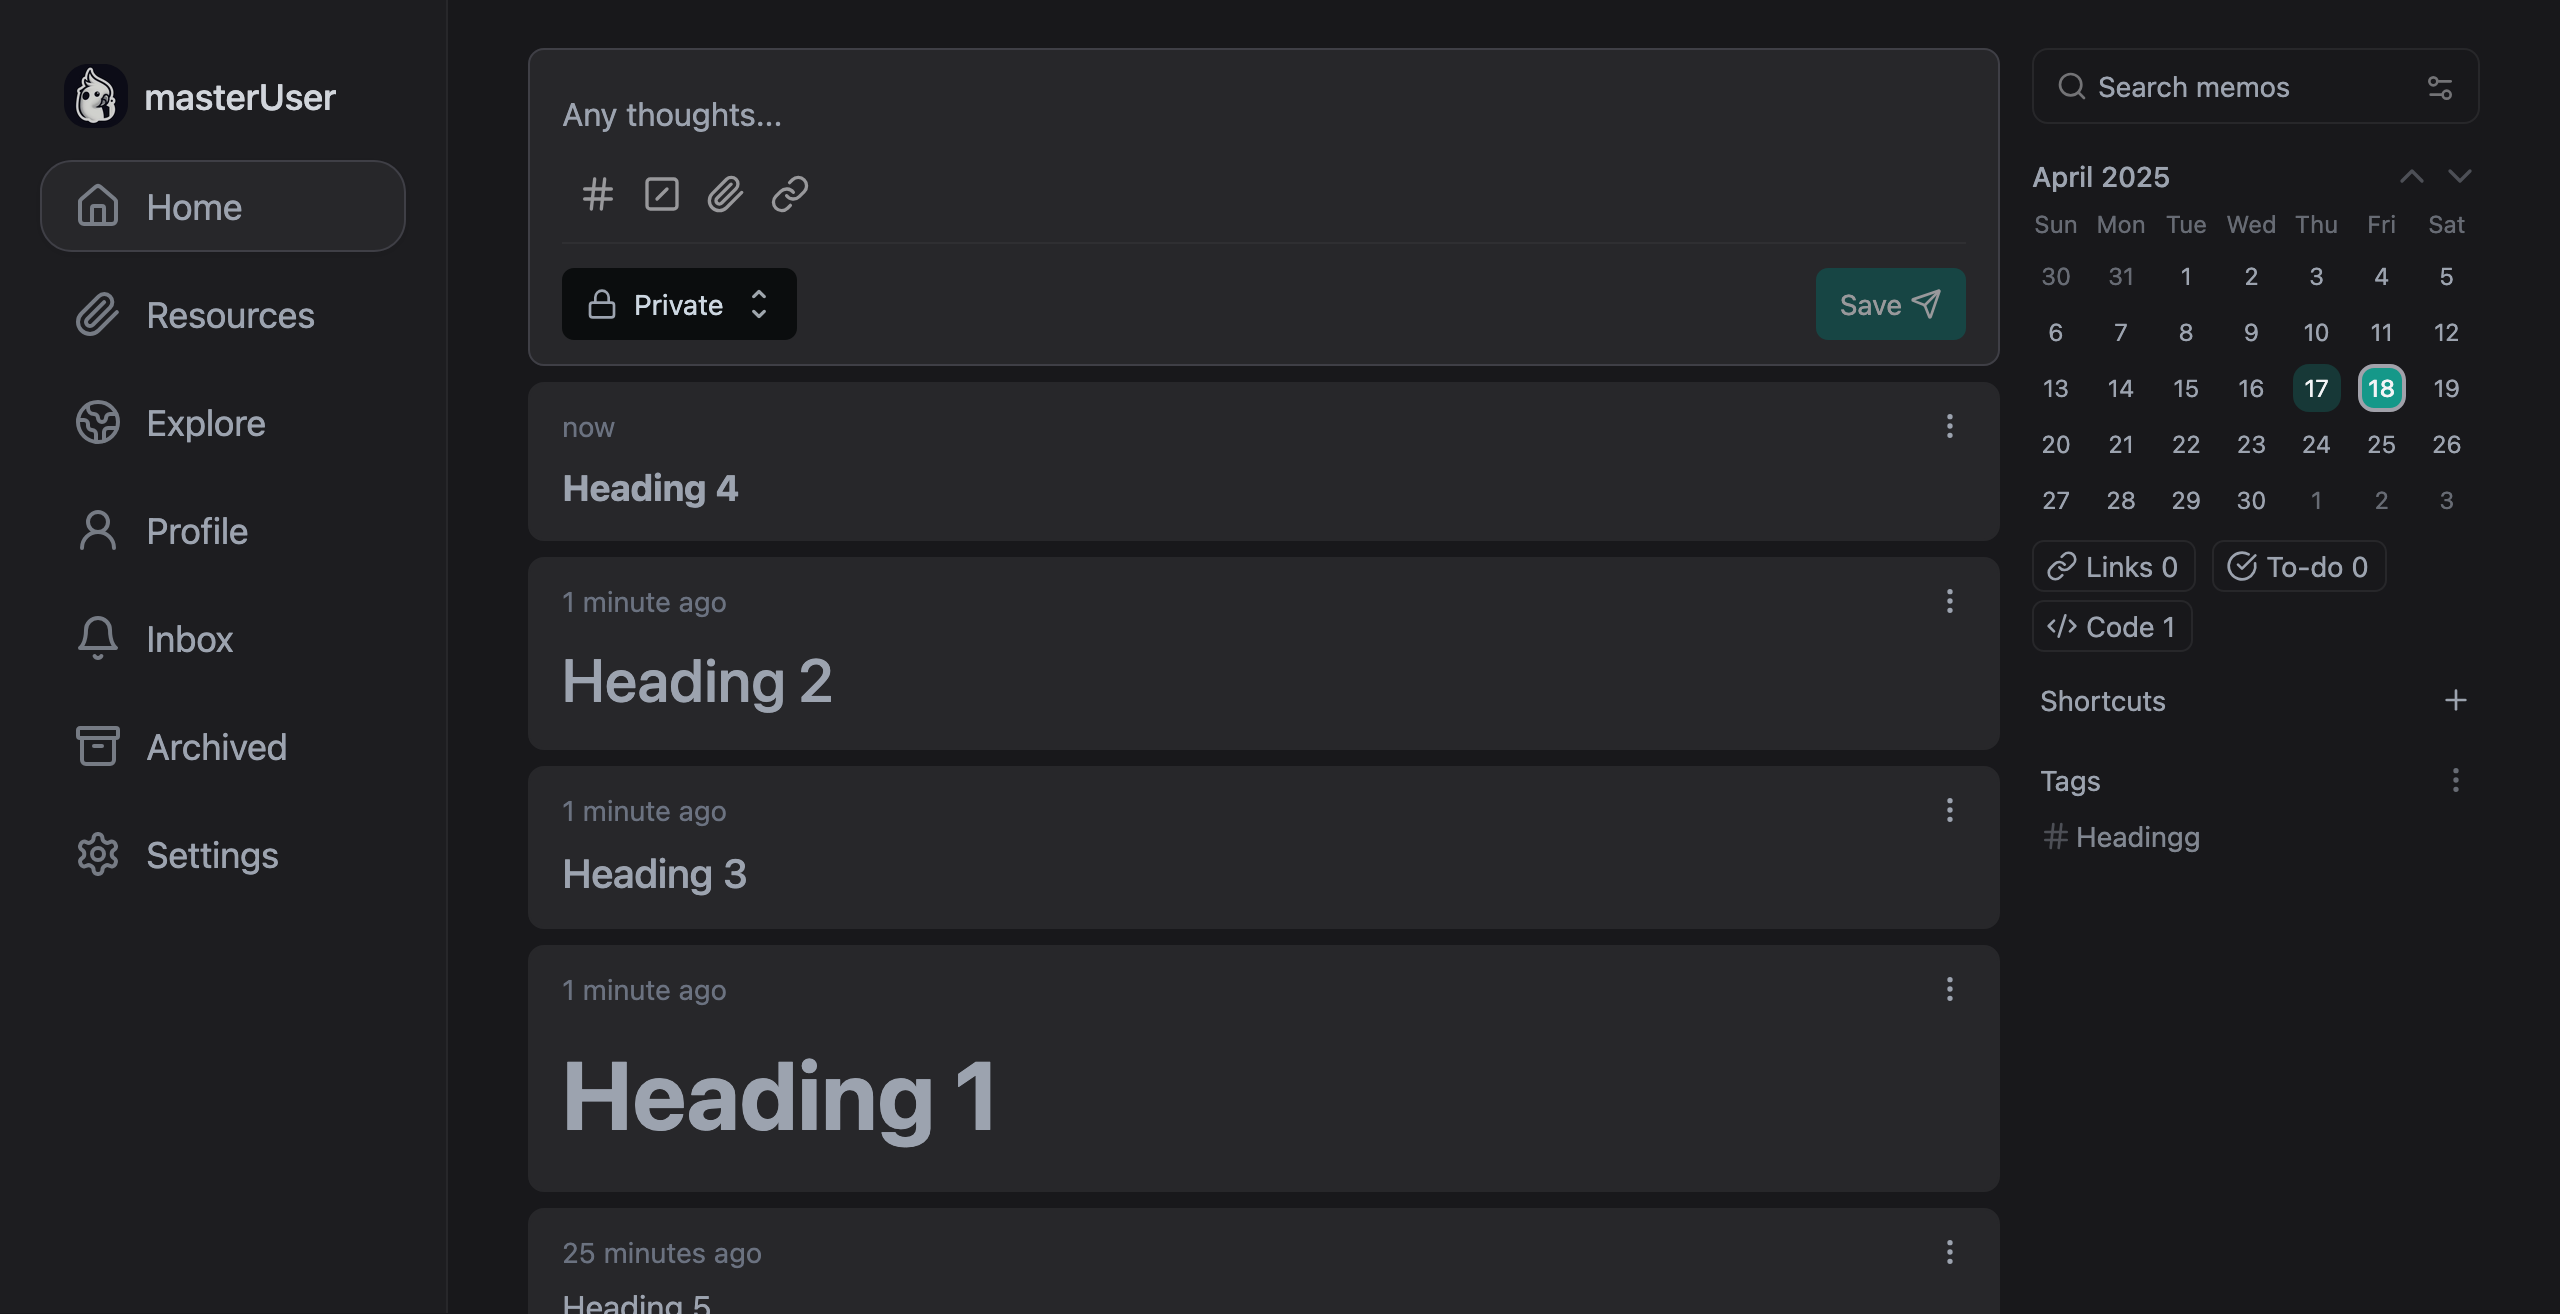 masterUser
Home
Resources
Explore
Profile
Inbox
Archived
Settings
Any thoughts...
Private
Save
now
Heading 4
1 minute ago
Heading 2
1 minute ago
Heading 3
1 minute ago
Heading 1
25 minutes ago
Heading 5
Search memos
April 2025
Sun Mon Tue Wed Thu Fri Sat
30 31 1 2 3 4 5
6 7 8 9 10 11 12
13 14 15 16 17 18 19
20 21 22 23 24 25 26
27 28 29 30 1 2 3
Links 0 To-do 0
</> Code 1
Shortcuts +
Tags
# Headingg